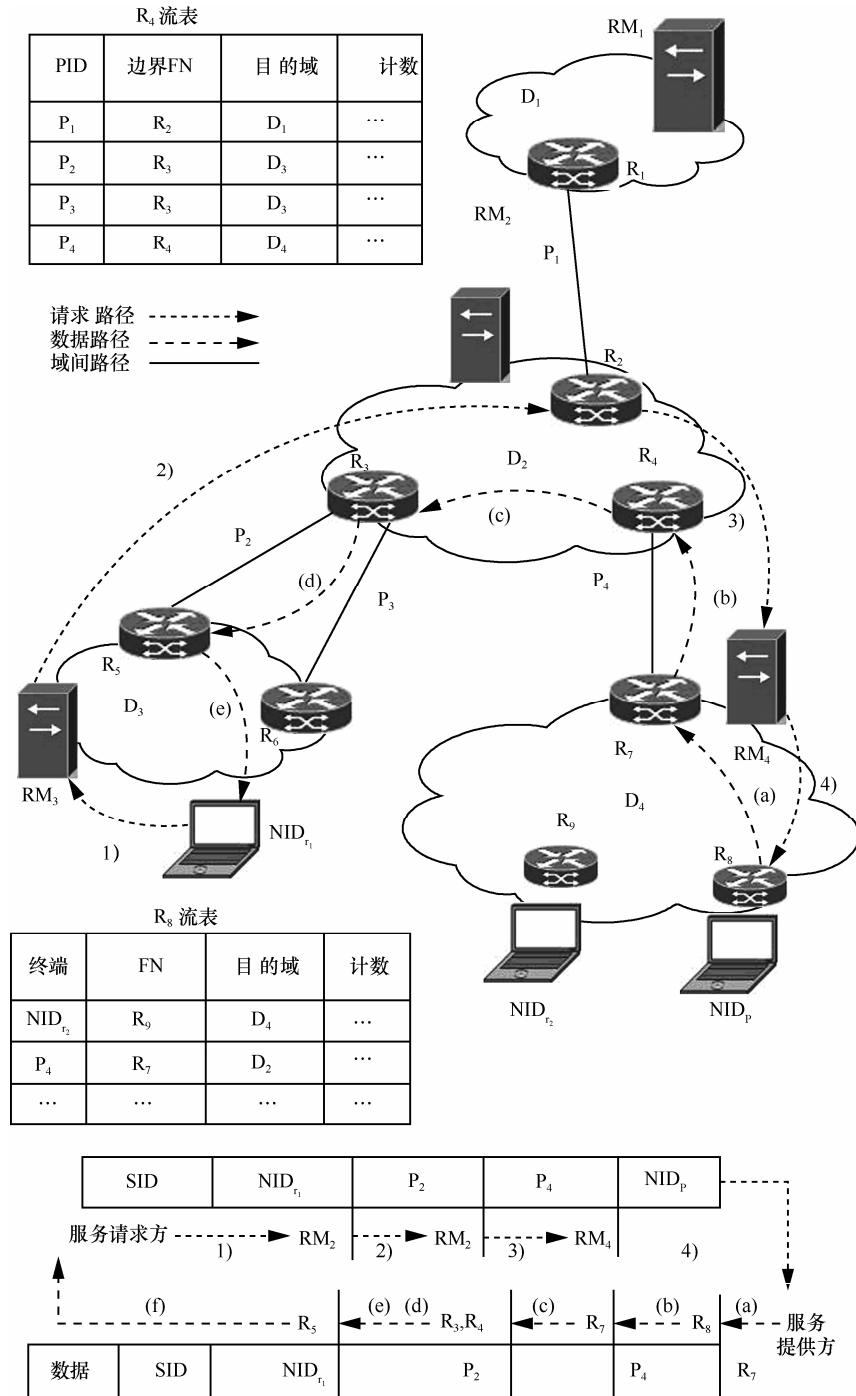 R4 流表
PID 边界FN 目的域 计数
P1 R2 D1 …
P2 R3 D3 …
P3 R3 D3 …
P4 R4 D4 …
RM1
D1
R1
RM2
P1
请求路径
数据路径
域间路径
R2
2)
R3
D2
R4
(c)
3)
P2
(d)
P3
P4
(b)
R5
D3
(e)
R6
RM3
1)
NIDr1
R7
RM4
(a)
4)
D4
R9
R8
NIDr2
NIDP
R8 流表
终端 FN 目的域 计数
NIDr2 R9 D4 …
P4 R7 D2 …
… … … …
SID NIDr1 P2 P4 NIDP
服务请求方 1) RM2 2) RM2 3) RM4 4)
(f) R5 (e) (d) R3,R4 (c) R7 (b) R8 (a) 服务
提供方
数据 SID NIDr1 P2 P4 R7